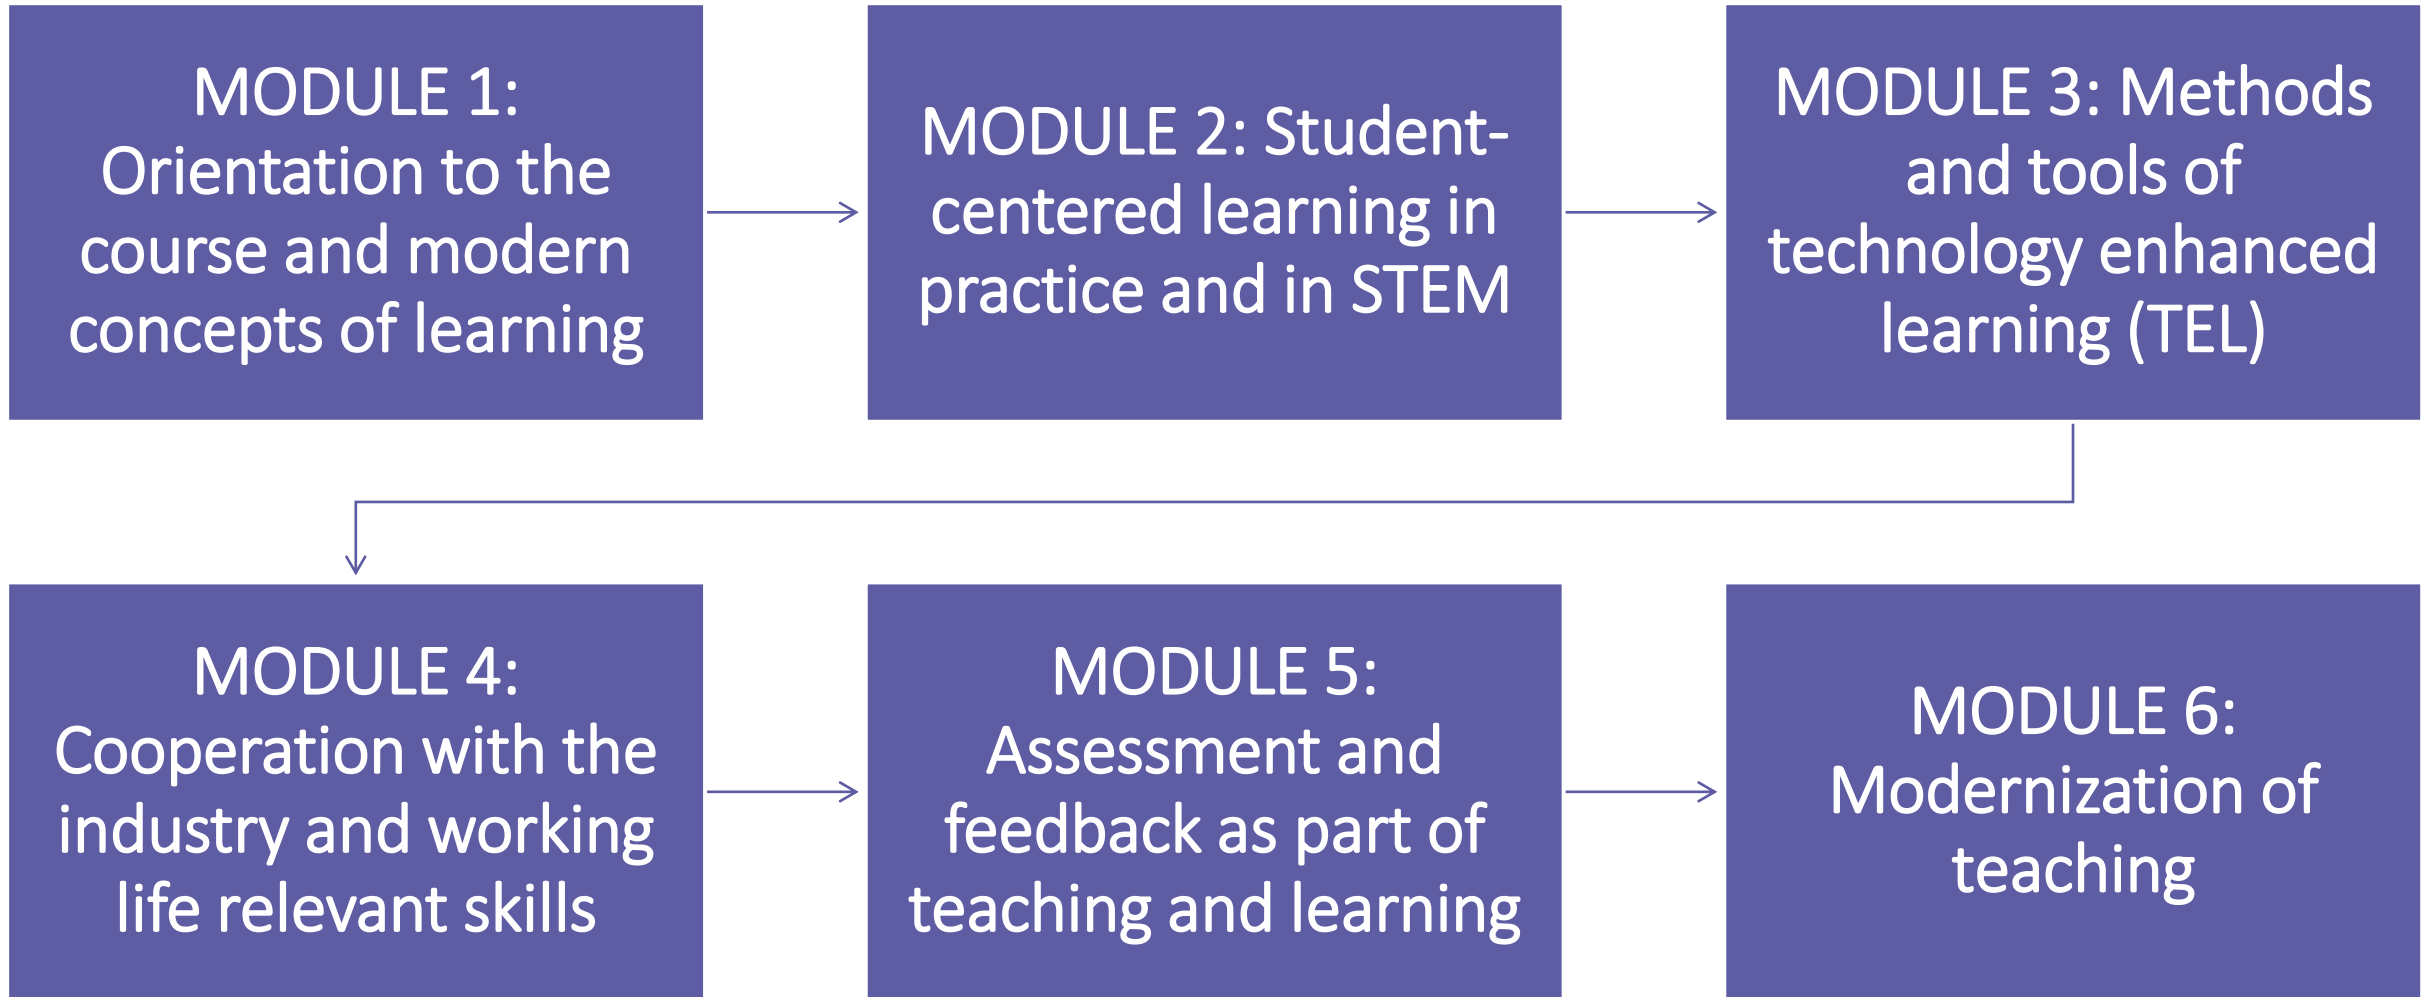 MODULE 1:
Orientation to the
course and modern
concepts of learning
MODULE 2: Student-
centered learning in
practice and in STEM
MODULE 3: Methods
and tools of
technology enhanced
learning (TEL)
MODULE 4:
Cooperation with the
industry and working
life relevant skills
MODULE 5:
Assessment and
feedback as part of
teaching and learning
MODULE 6:
Modernization of
teaching